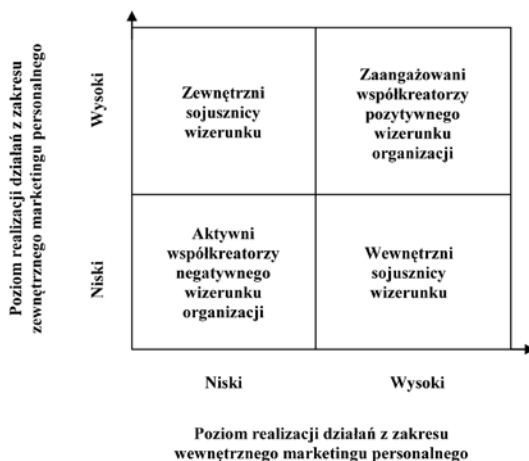 Poziom realizacji działań z zakresu
zewnętrznego marketingu personalnego
Wysoki
Niski
Zewnętrzni
sojusznicy
wizerunku
Zaangażowani
współkreatorzy
pozytywnego
wizerunku
organizacji
Aktywni
współkreatorzy
negatywnego
wizerunku
organizacji
Wewnętrzni
sojusznicy
wizerunku
Niski
Wysoki
Poziom realizacji działań z zakresu
wewnętrznego marketingu personalnego